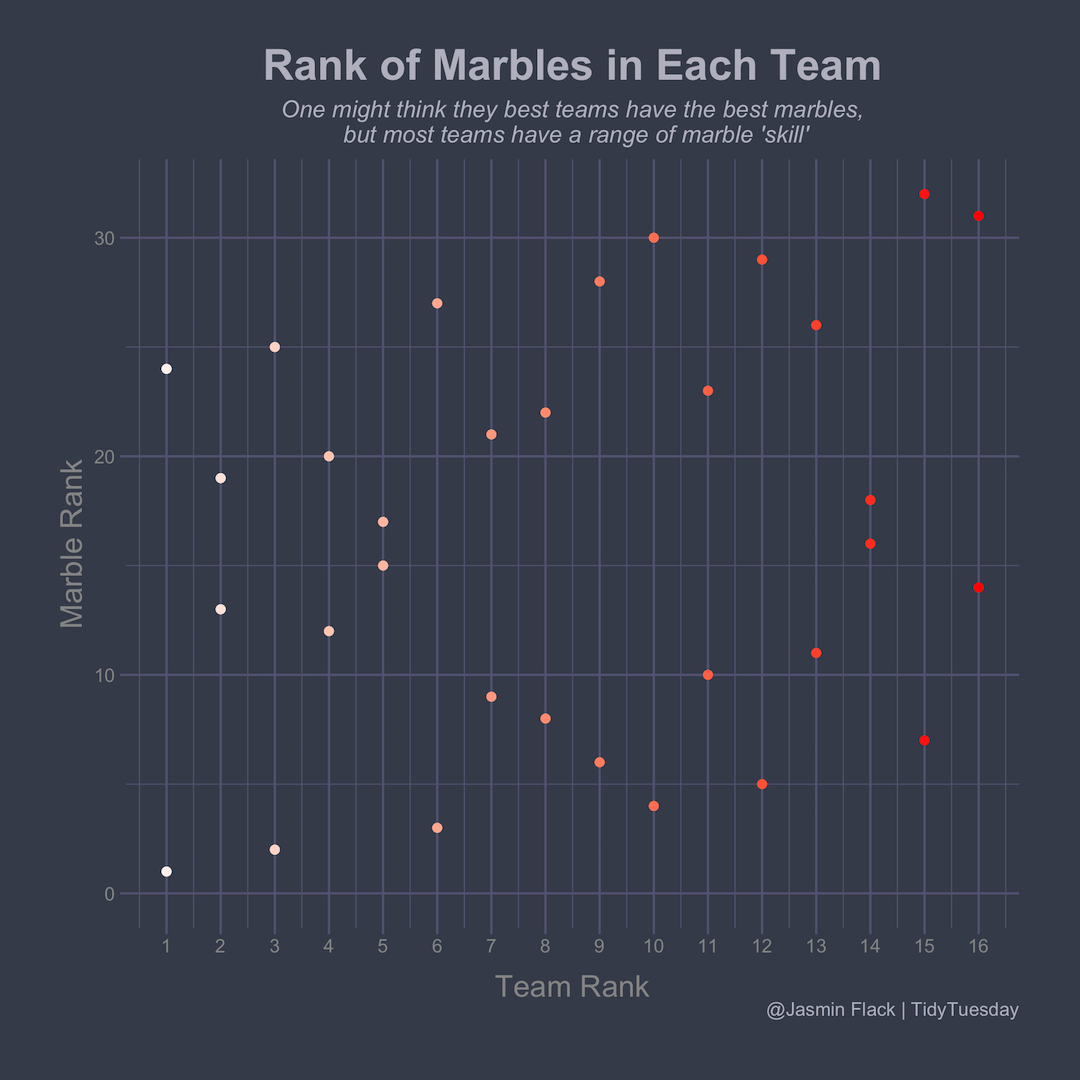 Rank of Marbles in Each Team
One might think they best teams have the best marbles,
but most teams have a range of marble 'skill'
30
20
10
0
Marble Rank
1 2 3 4 5 6 7 8 9 10 11 12 13 14 15 16
Team Rank
@Jasmin Flack | TidyTuesday